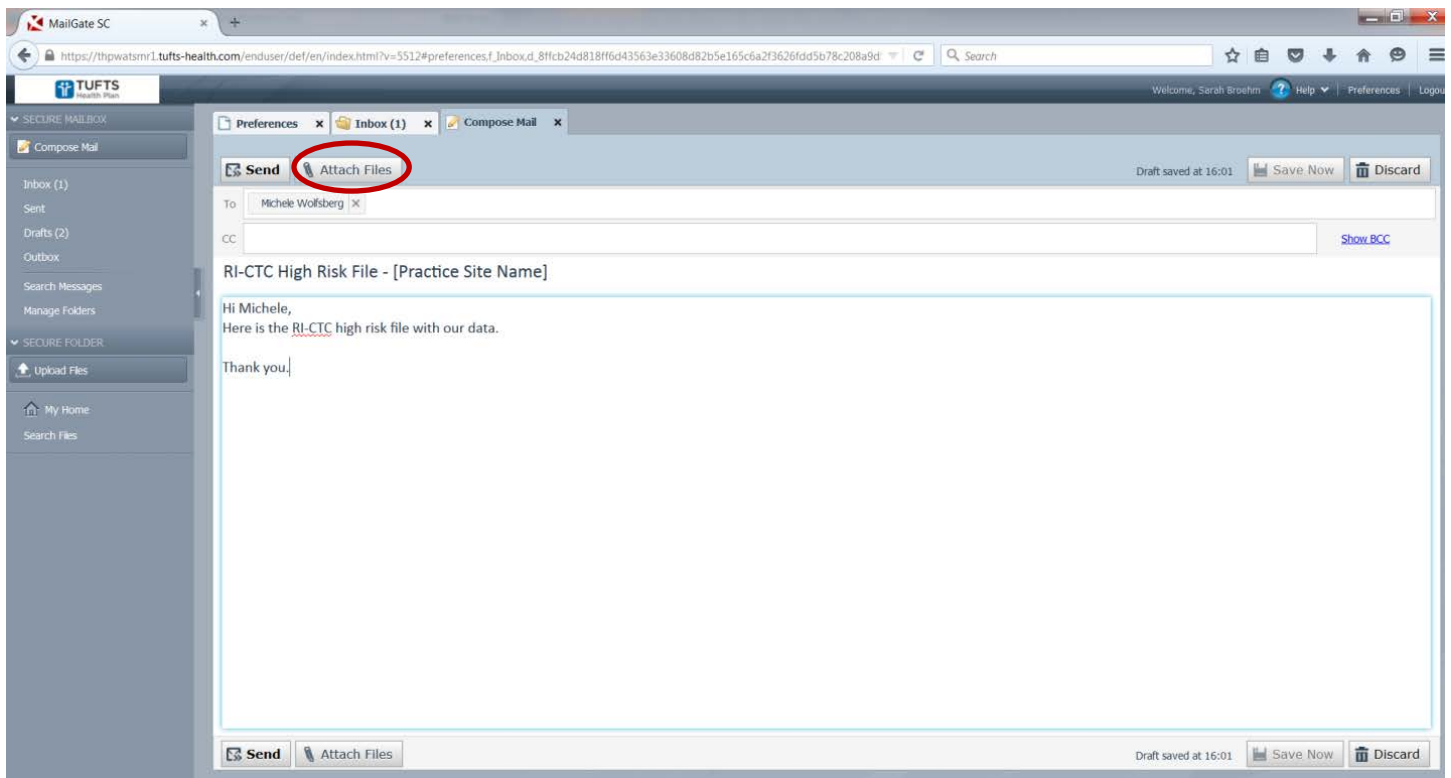 MailGate SC
https://thpwatsmr1.tufts-health.com/enduser/def/en/index.html?v=5512#preferences,f_Inbox,d_8ffcb24d818ff6d43563e33608d82b5e165c6a2f3626fdd5b78c208a9d Search
TUFTS
Health Plan
Welcome, Sarah Broehm Help Preferences Logou
SECURE MAILBOX
Compose Mail
Inbox (1)
Sent
Drafts (2)
Outbox
Search Messages
Manage Folders
SECURE FOLDER
Upload Files
My Home
Search Files
Preferences Inbox (1) Compose Mail
Send Attach Files Draft saved at 16:01 Save Now Discard
To Michele Wolfsberg
CC Show BCC
RI-CTC High Risk File - [Practice Site Name]
Hi Michele,
Here is the RI-CTC high risk file with our data.
Thank you.
Send Attach Files Draft saved at 16:01 Save Now Discard